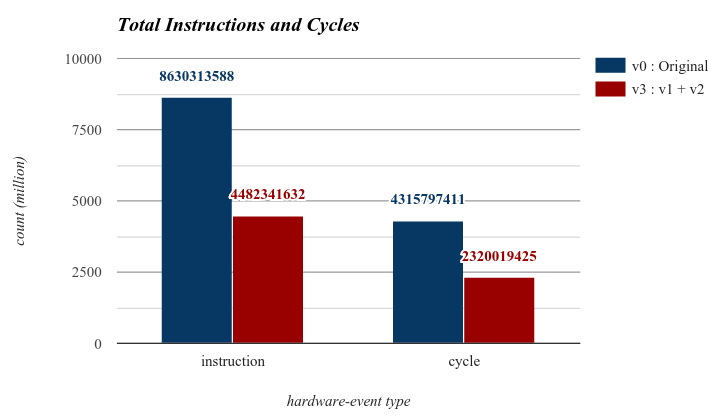 Total Instructions and Cycles
v0 : Original
v3 : v1 + v2
count (million)
10000
7500
5000
2500
0
8630313588
4482341632
4315797411
2320019425
instruction
cycle
hardware-event type